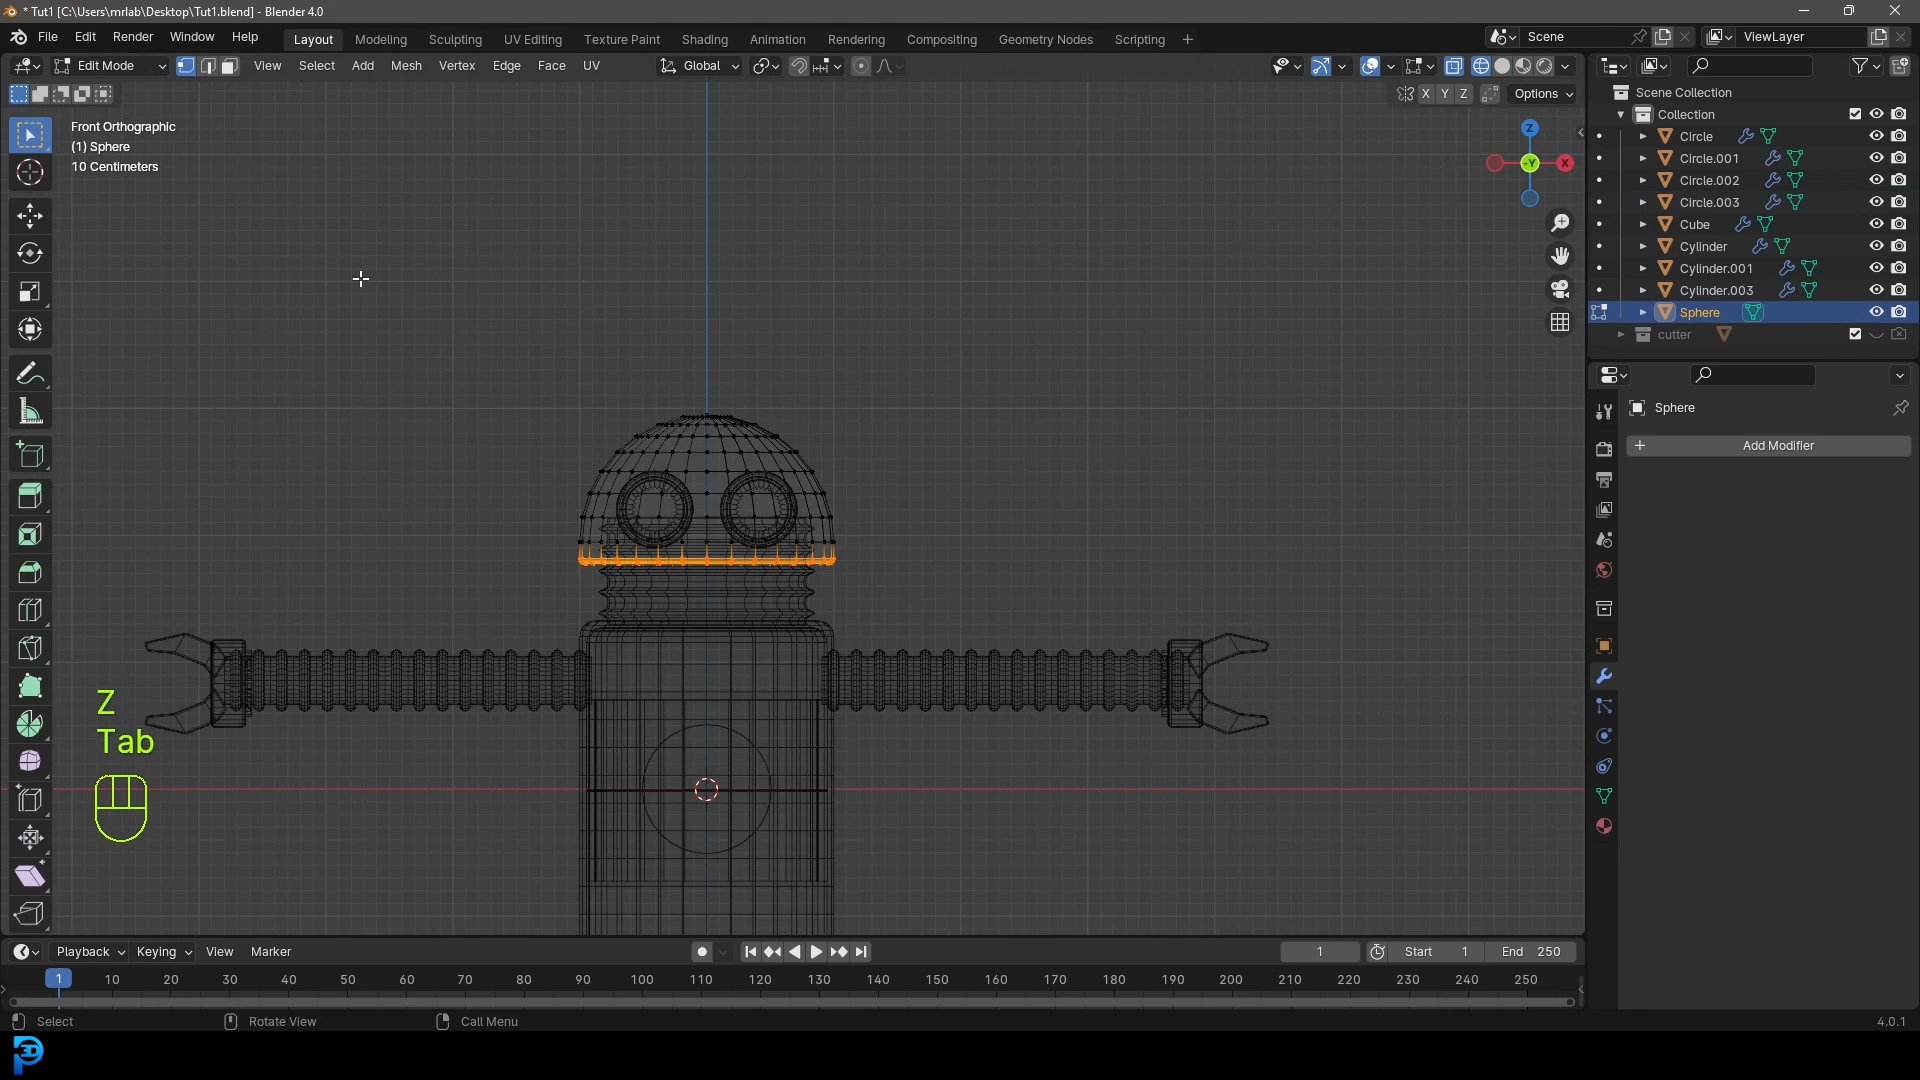 * Tut1 [C:\Users\mrlab\Desktop\Tut1.blend] - Blender 4.0
File Edit Render Window Help Layout Modeling Sculpting UV Editing Texture Paint Shading Animation Rendering Compositing Geometry Nodes Scripting + Scene ViewLayer
Edit Mode View Select Add Mesh Vertex Edge Face UV Global
X Y Z Options
Front Orthographic
(1) Sphere
10 Centimeters
Z
-Y
X
Scene Collection
Collection
Circle
Circle.001
Circle.002
Circle.003
Cube
Cylinder
Cylinder.001
Cylinder.003
Sphere
cutter
Sphere
+ Add Modifier
Z
Tab
Playback Keying View Marker 1 Start 1 End 250
1 10 20 30 40 50 60 70 80 90 100 110 120 130 140 150 160 170 180 190 200 210 220 230 240 250
Select Rotate View Call Menu 4.0.1
3D